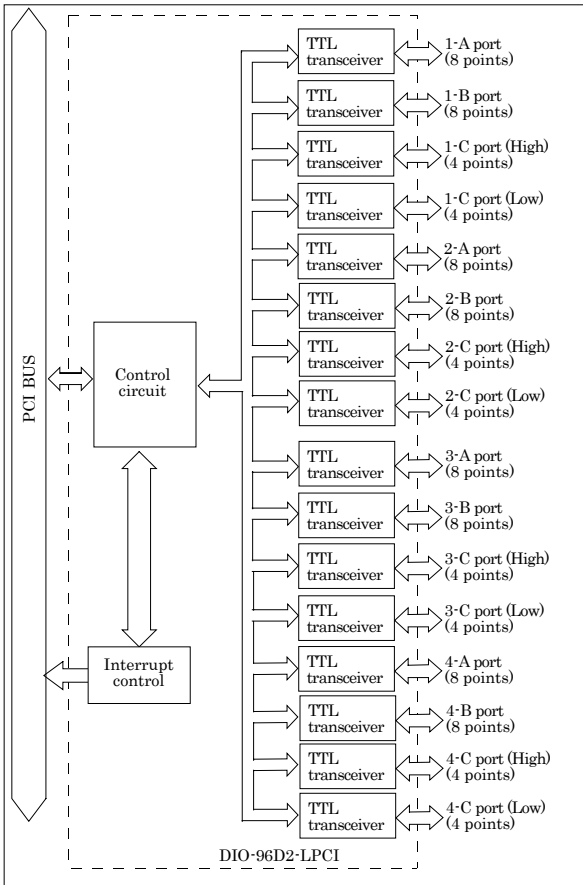 PCI BUS
Control
circuit
Interrupt
control
TTL
transceiver
1-A port
(8 points)
TTL
transceiver
1-B port
(8 points)
TTL
transceiver
1-C port (High)
(4 points)
TTL
transceiver
1-C port (Low)
(4 points)
TTL
transceiver
2-A port
(8 points)
TTL
transceiver
2-B port
(8 points)
TTL
transceiver
2-C port (High)
(4 points)
TTL
transceiver
2-C port (Low)
(4 points)
TTL
transceiver
3-A port
(8 points)
TTL
transceiver
3-B port
(8 points)
TTL
transceiver
3-C port (High)
(4 points)
TTL
transceiver
3-C port (Low)
(4 points)
TTL
transceiver
4-A port
(8 points)
TTL
transceiver
4-B port
(8 points)
TTL
transceiver
4-C port (High)
(4 points)
TTL
transceiver
4-C port (Low)
(4 points)
DIO-96D2-LPCI